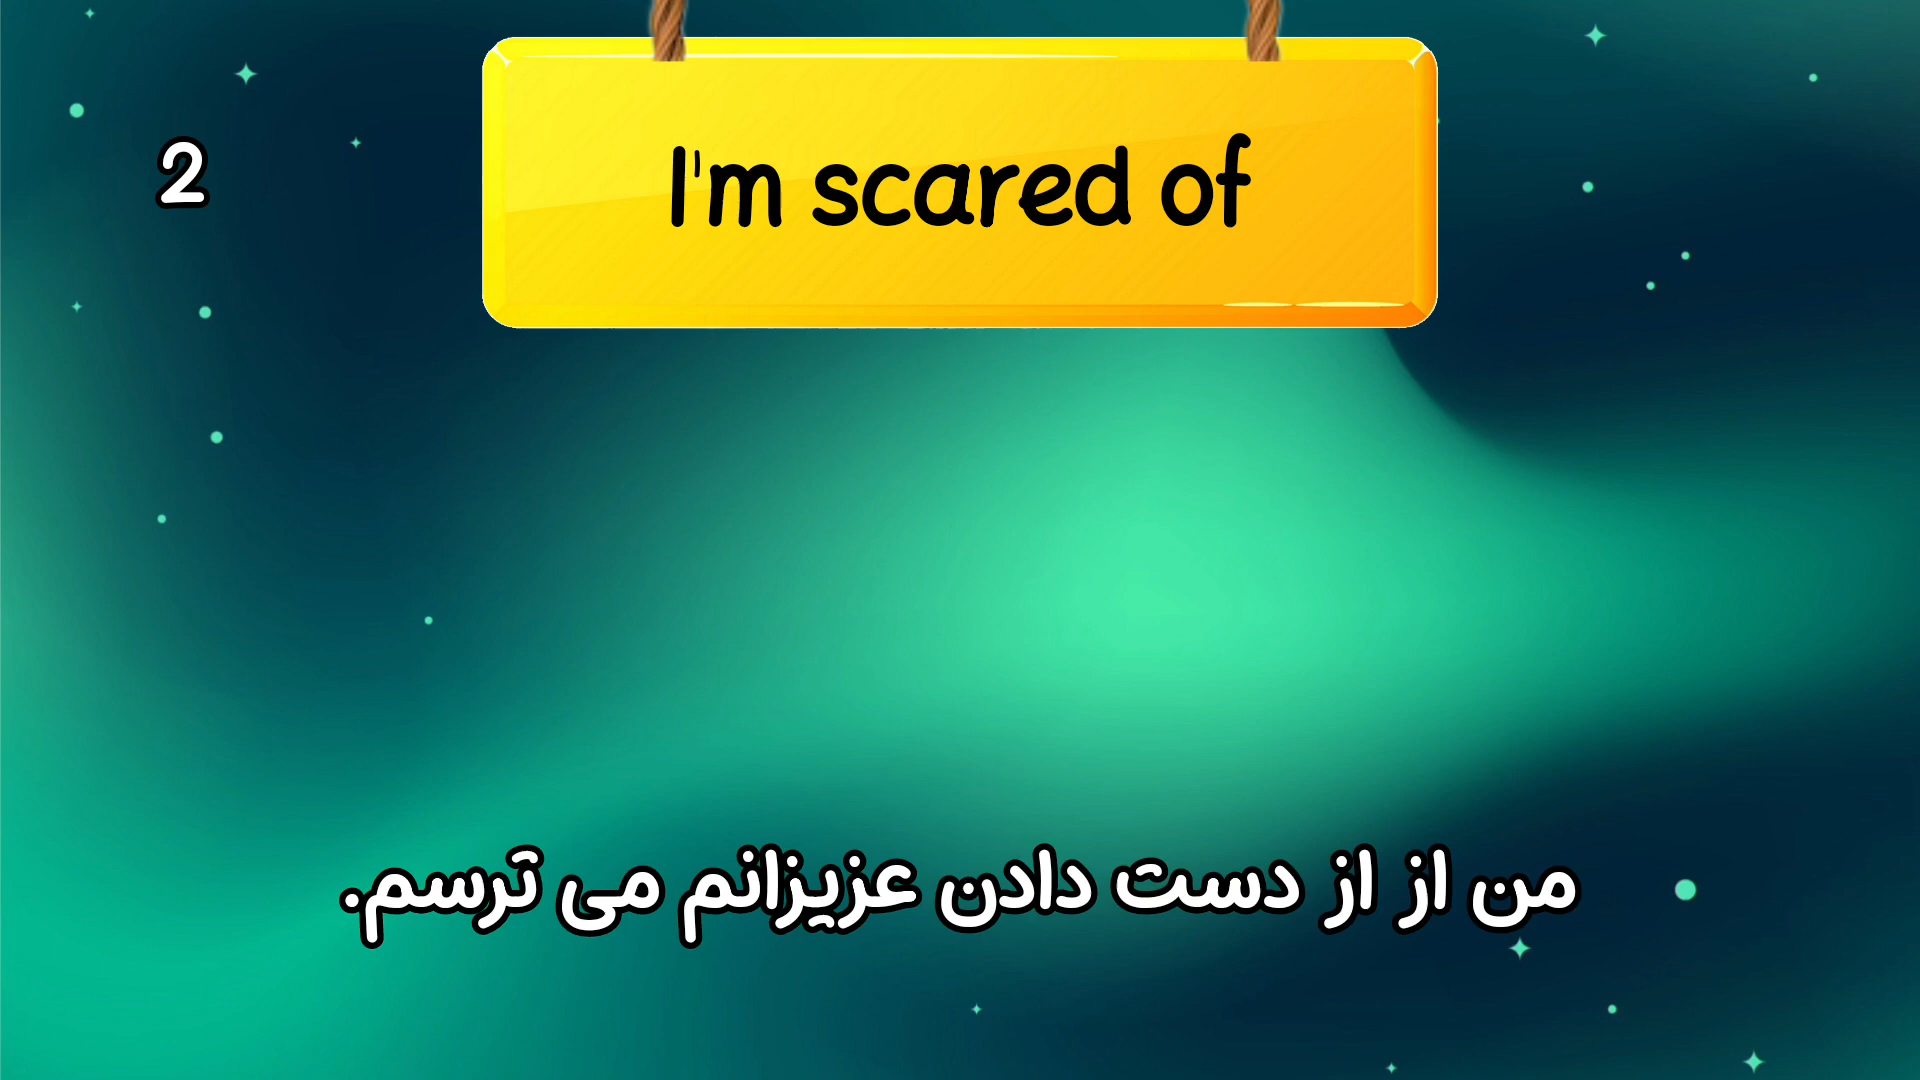 I'm scared of
2
من از از دست دادن عزیزانم می ترسم.